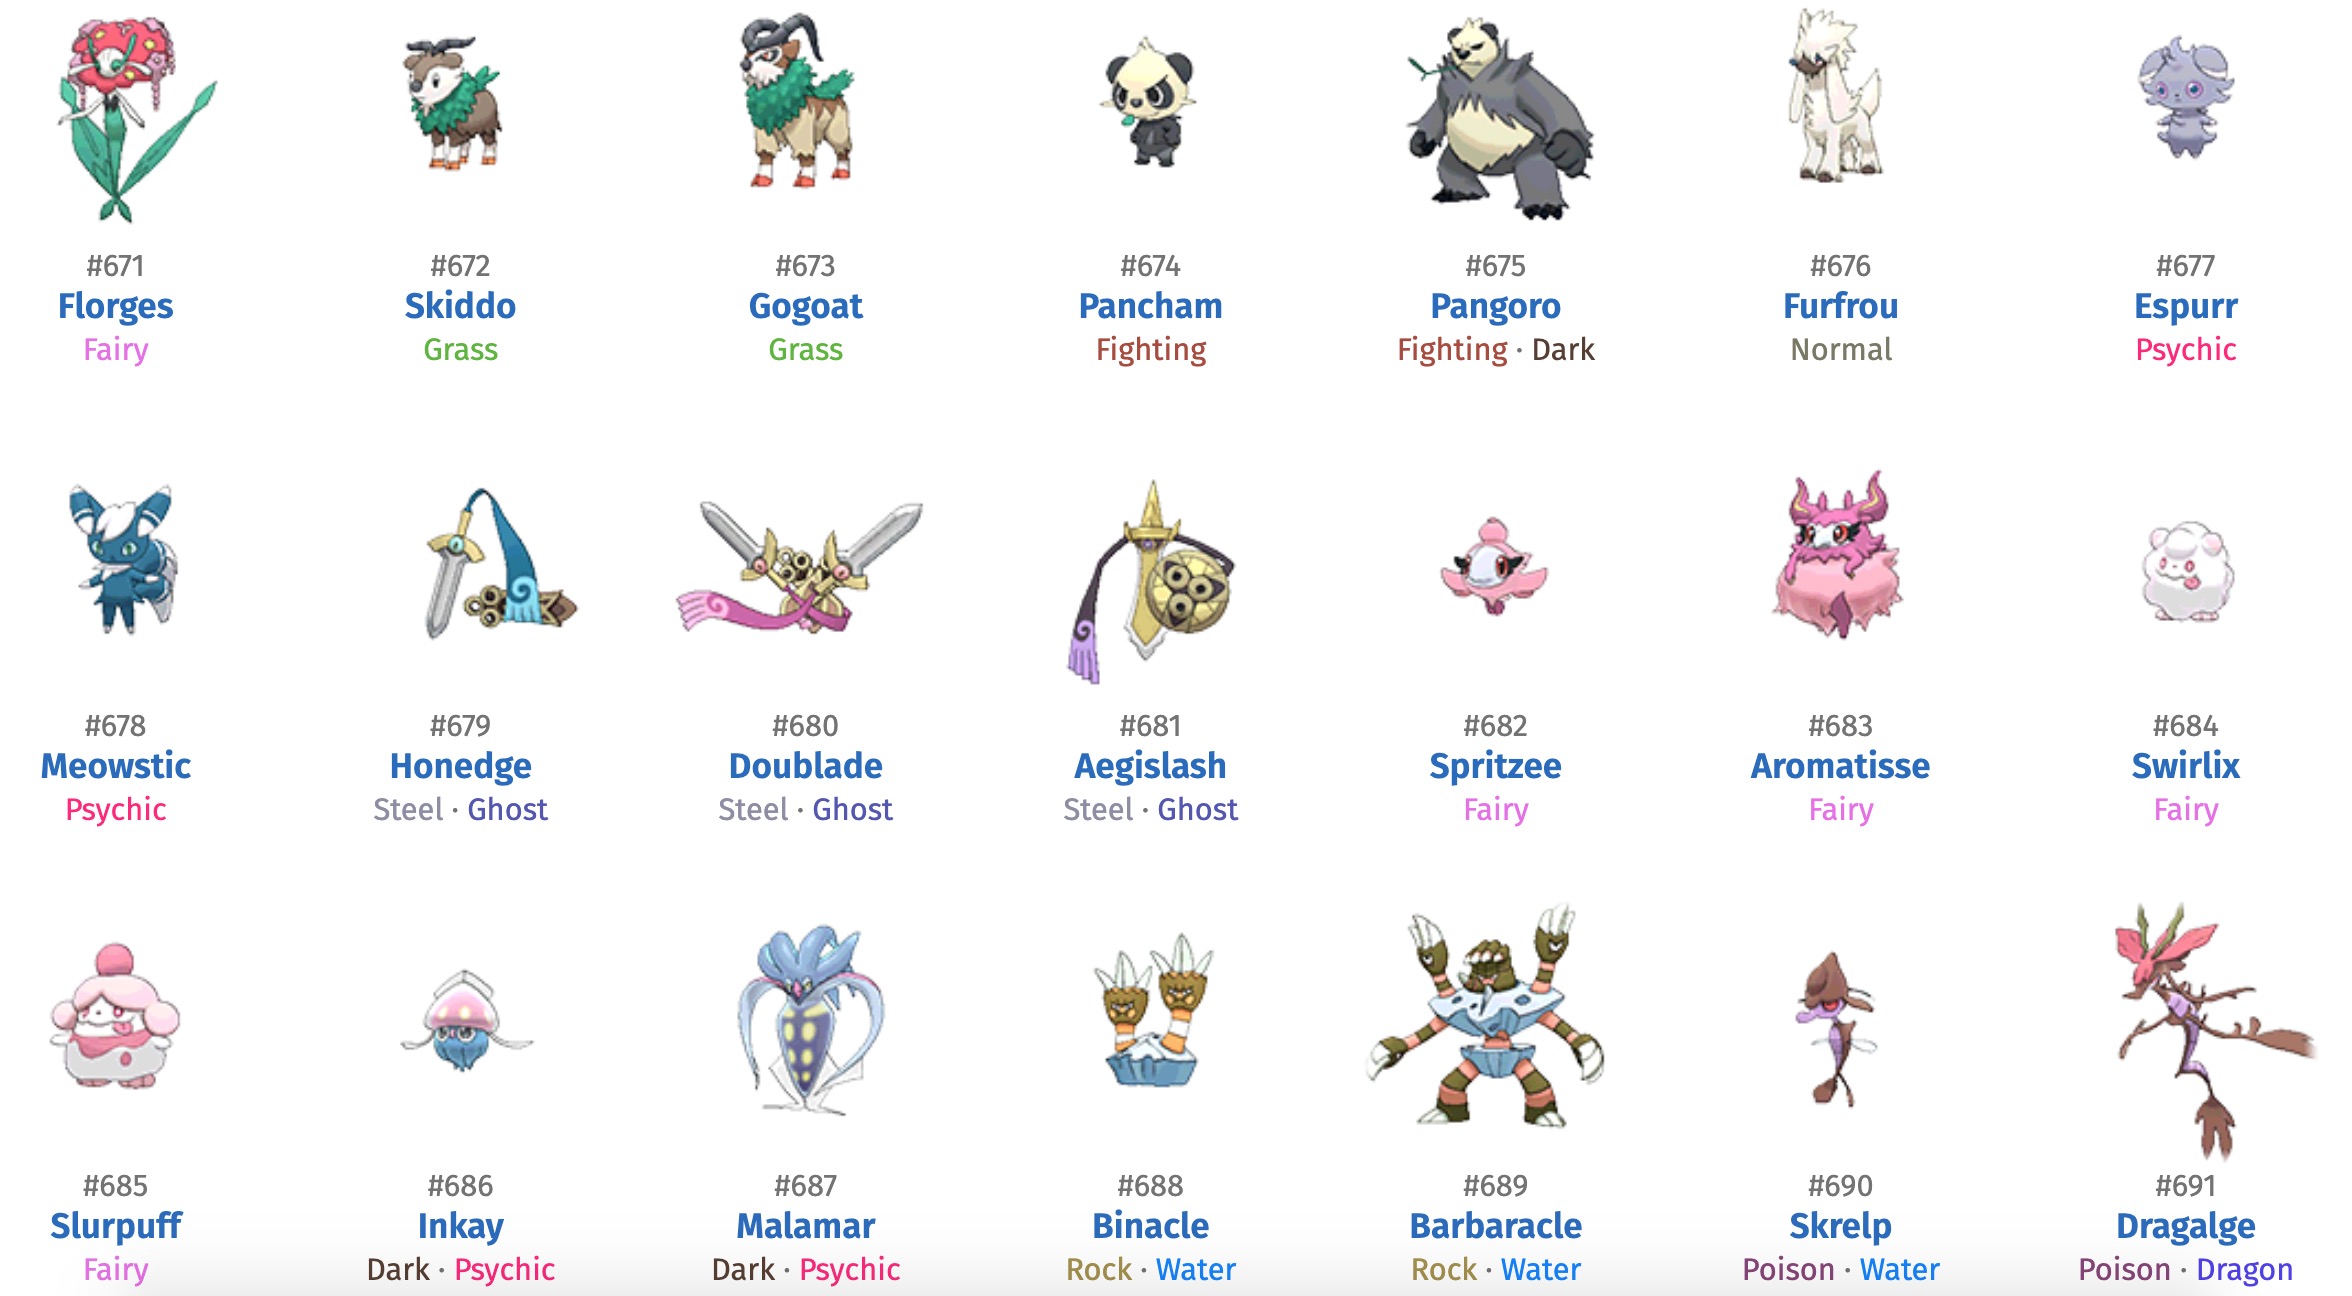 #671
Florges
Fairy
#672
Skiddo
Grass
#673
Gogoat
Grass
#674
Pancham
Fighting
#675
Pangoro
Fighting · Dark
#676
Furfrou
Normal
#677
Espurr
Psychic
#678
Meowstic
Psychic
#679
Honedge
Steel · Ghost
#680
Doublade
Steel · Ghost
#681
Aegislash
Steel · Ghost
#682
Spritzee
Fairy
#683
Aromatisse
Fairy
#684
Swirlix
Fairy
#685
Slurpuff
Fairy
#686
Inkay
Dark · Psychic
#687
Malamar
Dark · Psychic
#688
Binacle
Rock · Water
#689
Barbaracle
Rock · Water
#690
Skrelp
Poison · Water
#691
Dragalge
Poison · Dragon